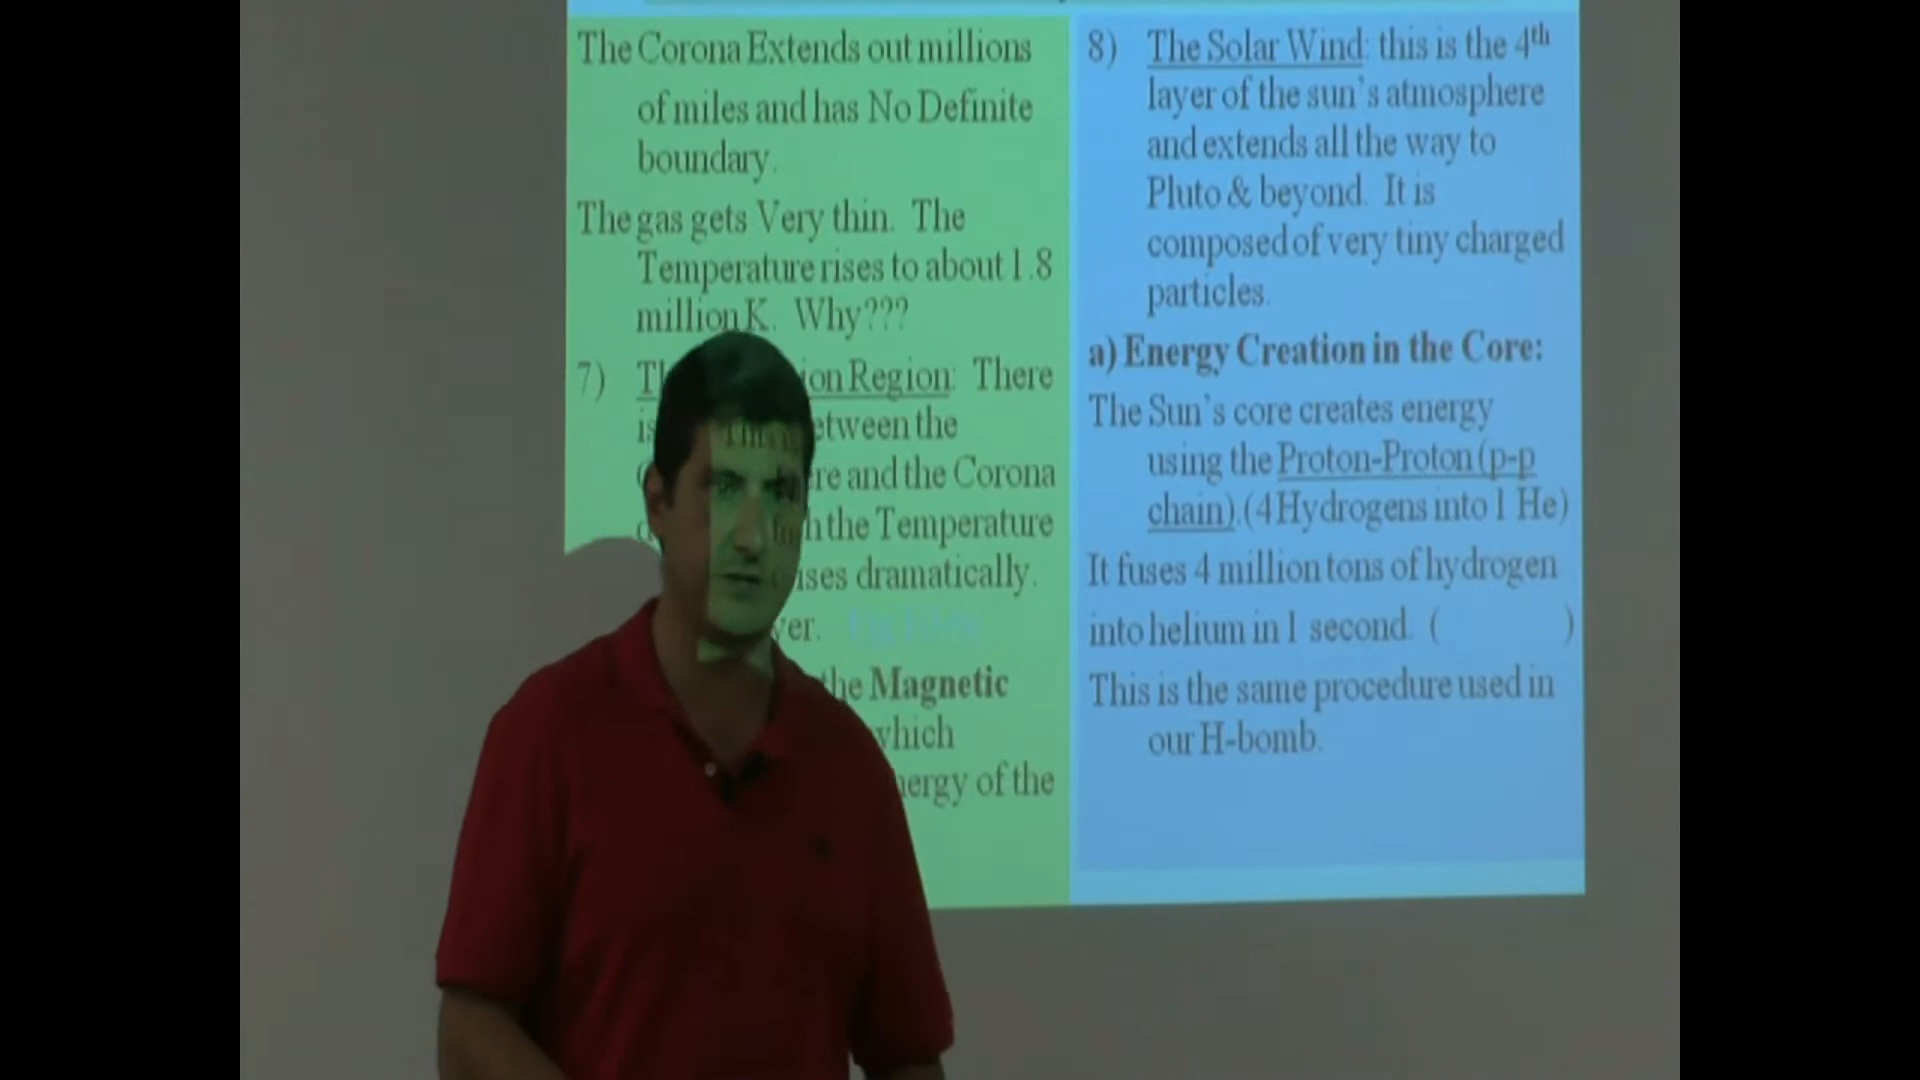 The Corona Extends out millions
of miles and has No Definite
boundary.
The gas gets Very thin. The
Temperature rises to about 1.8
million K. Why???
7) ion Region: There
is etween the
re and the Corona
the Temperature
ises dramatically.
yer.
the Magnetic
which
nergy of the
8) The Solar Wind: this is the 4th
layer of the sun's atmosphere
and extends all the way to
Pluto & beyond. It is
composed of very tiny charged
particles.
a) Energy Creation in the Core:
The Sun's core creates energy
using the Proton-Proton (p-p
chain).(4 Hydrogens into 1 He)
It fuses 4 million tons of hydrogen
into helium in 1 second. ( )
This is the same procedure used in
our H-bomb.